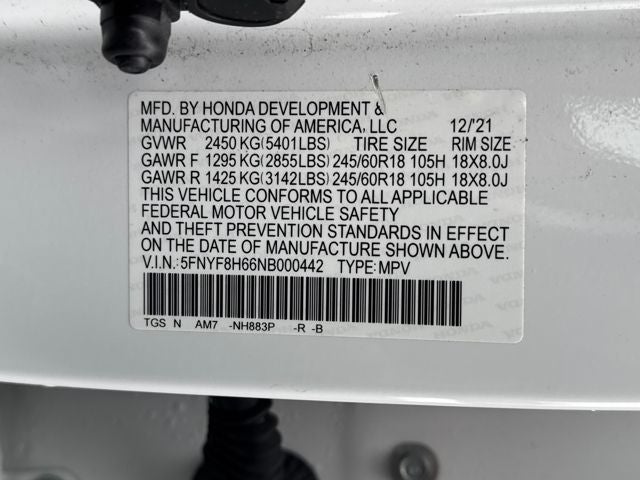 MFD. BY HONDA DEVELOPMENT &
MANUFACTURING OF AMERICA, LLC 12/'21
GVWR 2450 KG(5401LBS) TIRE SIZE RIM SIZE
GAWR F 1295 KG(2855LBS) 245/60R18 105H 18X8.0J
GAWR R 1425 KG(3142LBS) 245/60R18 105H 18X8.0J
THIS VEHICLE CONFORMS TO ALL APPLICABLE
FEDERAL MOTOR VEHICLE SAFETY
AND THEFT PREVENTION STANDARDS IN EFFECT
ON THE DATE OF MANUFACTURE SHOWN ABOVE.
V.I.N.:5FNYF8H66NB000442 TYPE:MPV
TGS N AM7 -NH883P -R -B